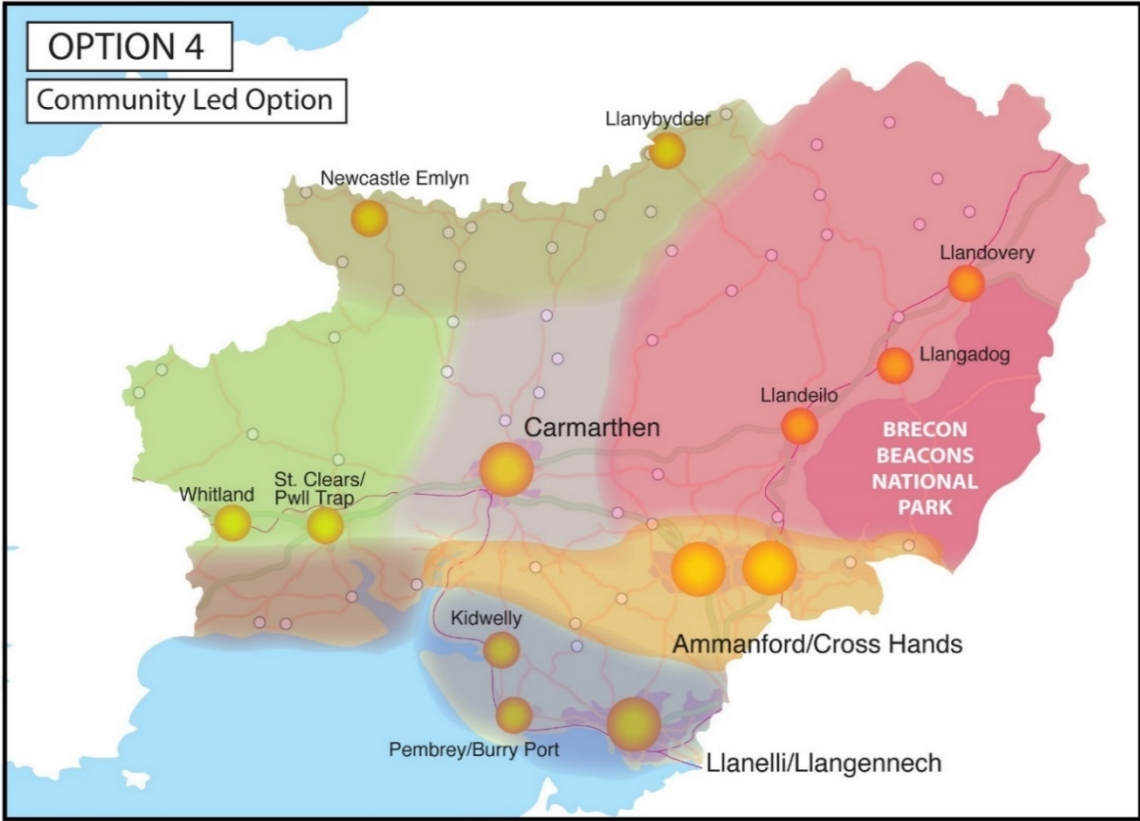 OPTION 4
Community Led Option
Llanybydder
Newcastle Emlyn
Llandovery
Llangadog
Llandeilo
Carmarthen
BRECON
BEACONS
NATIONAL
PARK
St. Clears/
Pwll Trap
Whitland
Kidwelly
Ammanford/Cross Hands
Pembrey/Burry Port
Llanelli/Llangennech